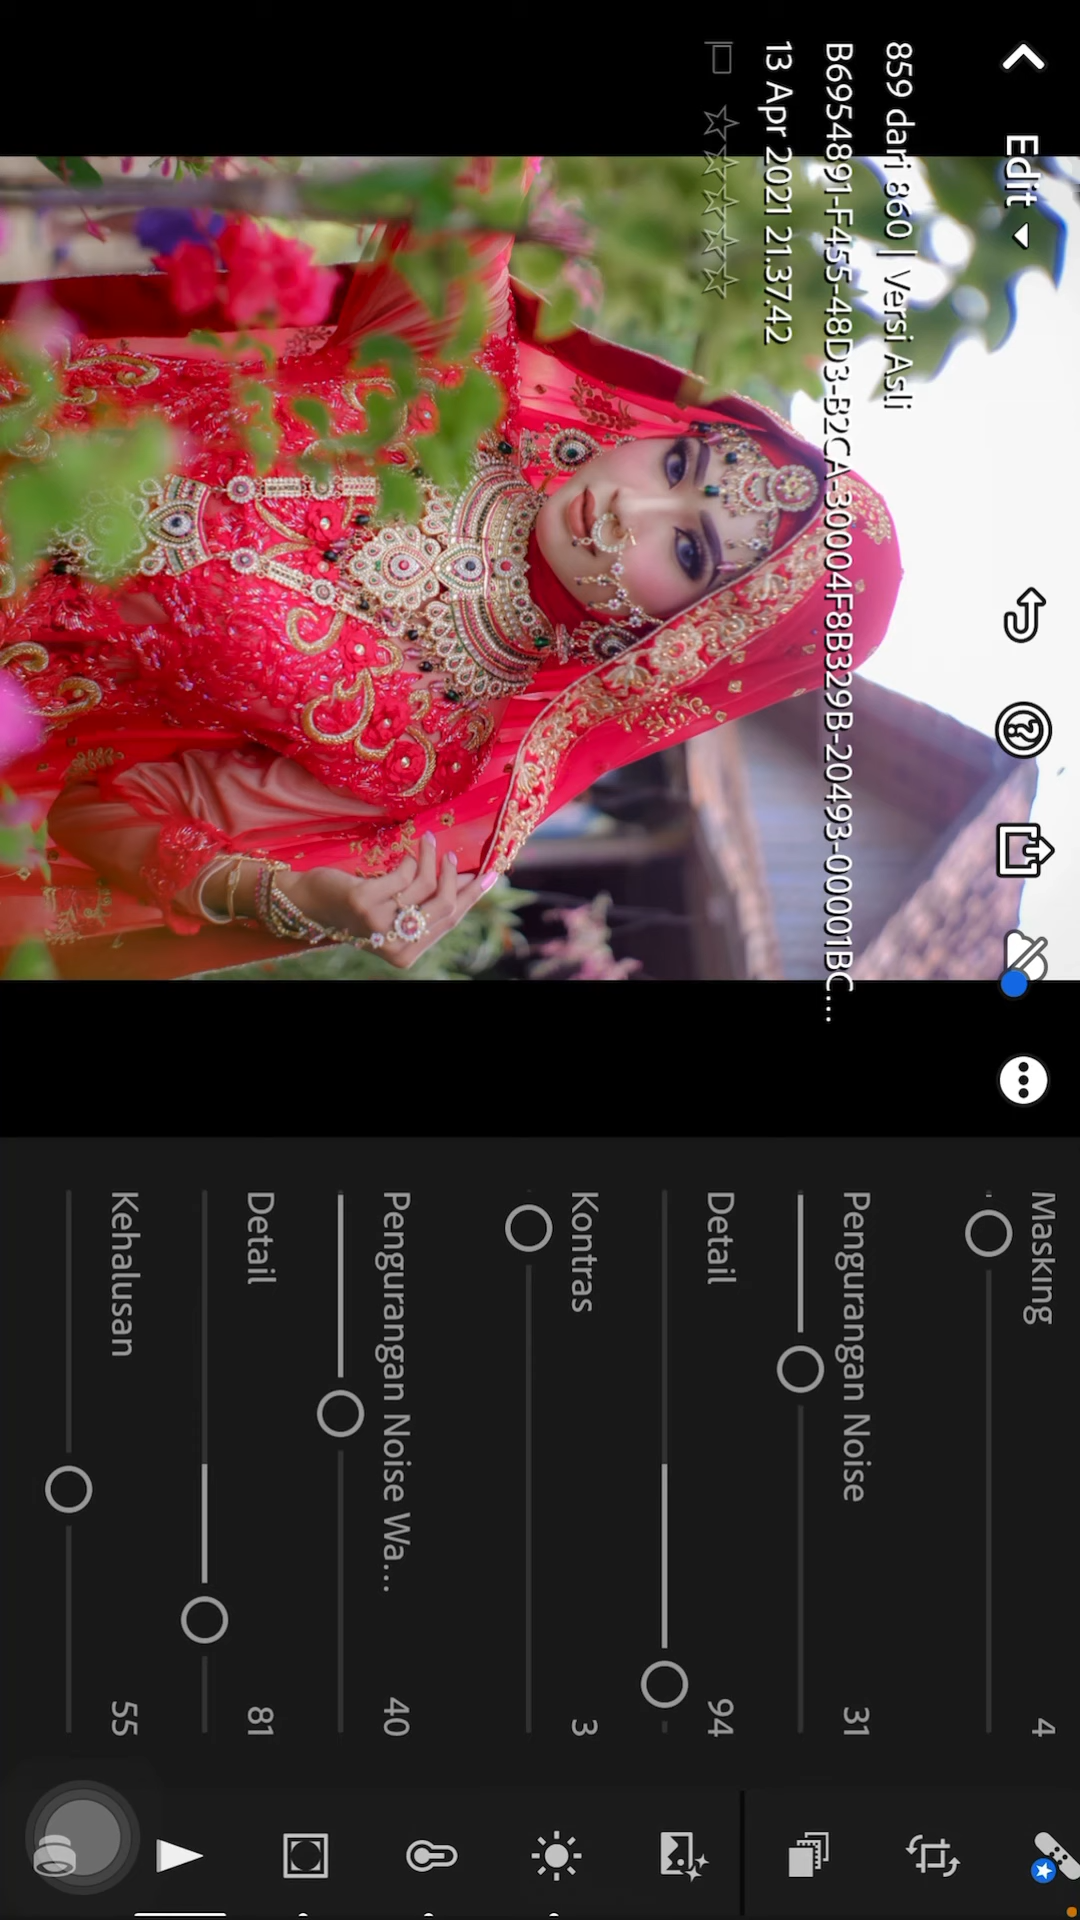 Edit
859 dari 860 | Versi Asli
B6954891-F455-48D3-B2CA-30004F8BB329B-20493-00001BC...
13 Apr 2021 21.37.42
Masking 4
Pengurangan Noise 31
Detail 94
Kontras 3
Pengurangan Noise Wa... 40
Detail 81
Kehalusan 55